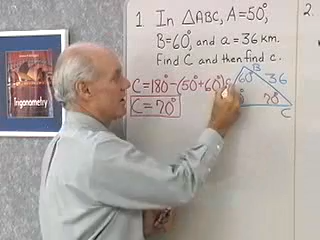 1. In △ABC, A=50°,
B=60°, and a=36 km.
Find C and then find c.
C=180°-(50°+60°)
C=70°
B
60°
36
70°
C
2.
Trigonometry